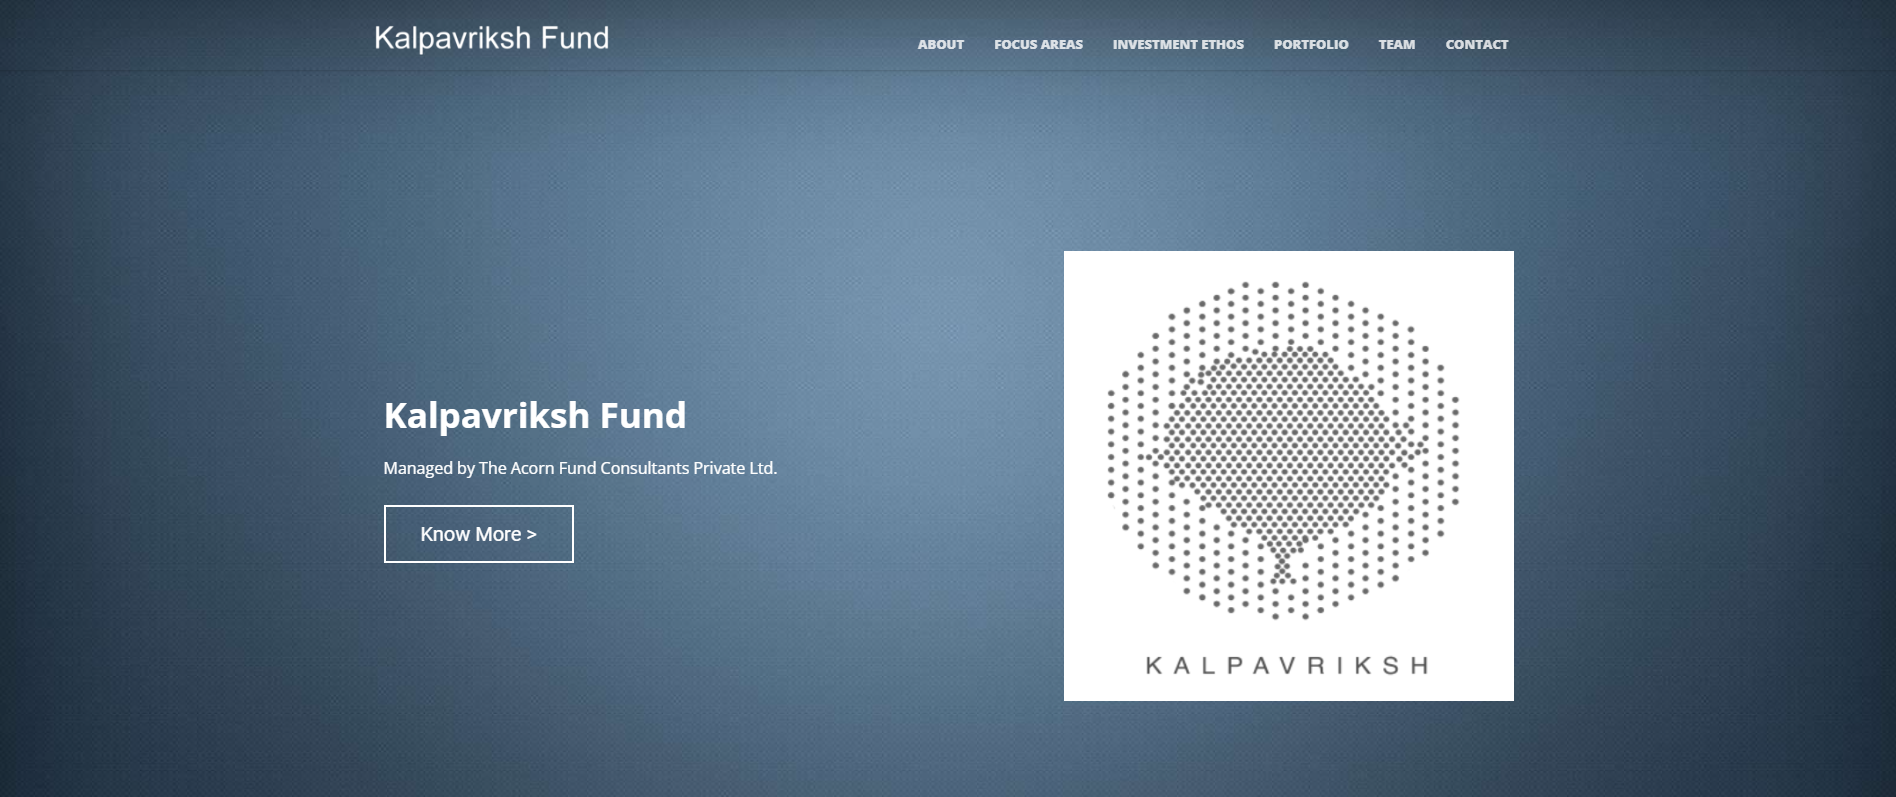 Kalpavriksh Fund
ABOUT FOCUS AREAS INVESTMENT ETHOS PORTFOLIO TEAM CONTACT
Kalpavriksh Fund
Managed by The Acorn Fund Consultants Private Ltd.
Know More >
KALPAVRIKSH